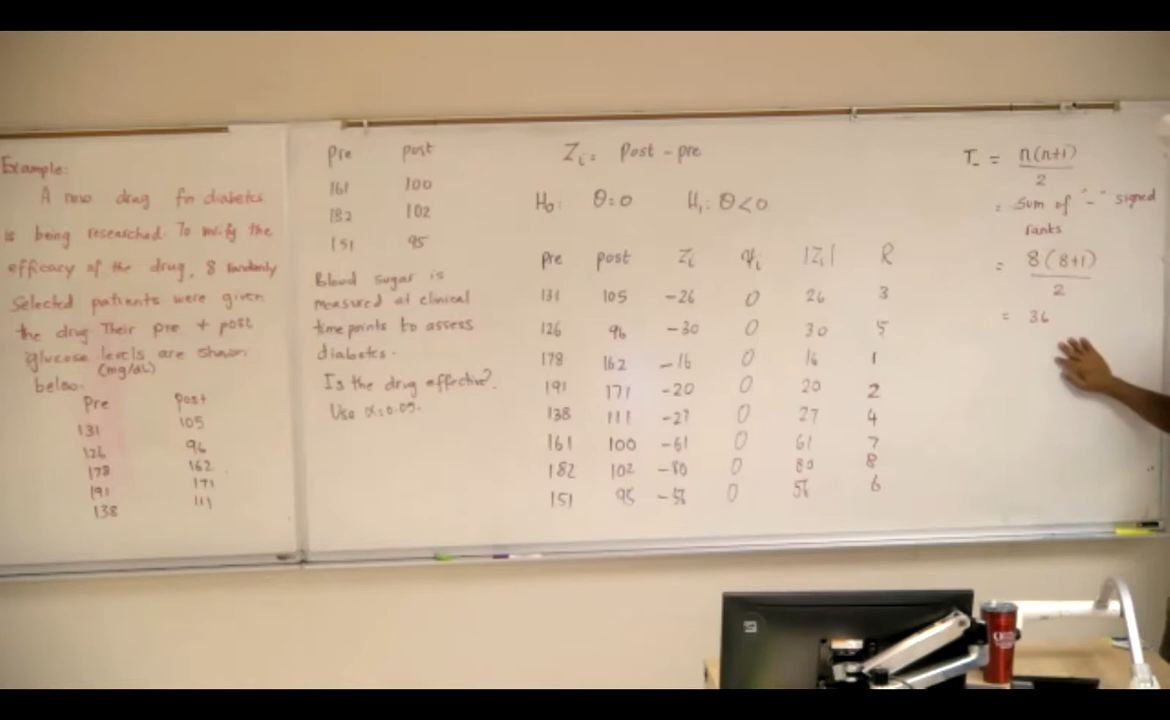 Example:
A new drug for diabetes
is being researched. To verify the
efficacy of the drug, 8 randomly
selected patients were given
the drug. Their pre + post
glucose levels are shown
(mg/dL)
below.
Pre Post
131 105
126 96
178 162
191 171
138 111
Pre post
161 100
182 102
151 95
Blood sugar is
measured at clinical
time points to assess
diabetes.
Is the drug effective?
Use α=0.05.
Zi = Post - pre
H0: θ=0 H1: θ<0
Pre post Zi ψi |Zi| R
131 105 -26 0 26 3
126 96 -30 0 30 5
178 162 -16 0 16 1
191 171 -20 0 20 2
138 111 -27 0 27 4
161 100 -61 0 61 7
182 102 -80 0 80 8
151 95 -56 0 56 6
T- = n(n+1)
2
= Sum of "-" signed
ranks
= 8(8+1)
2
= 36